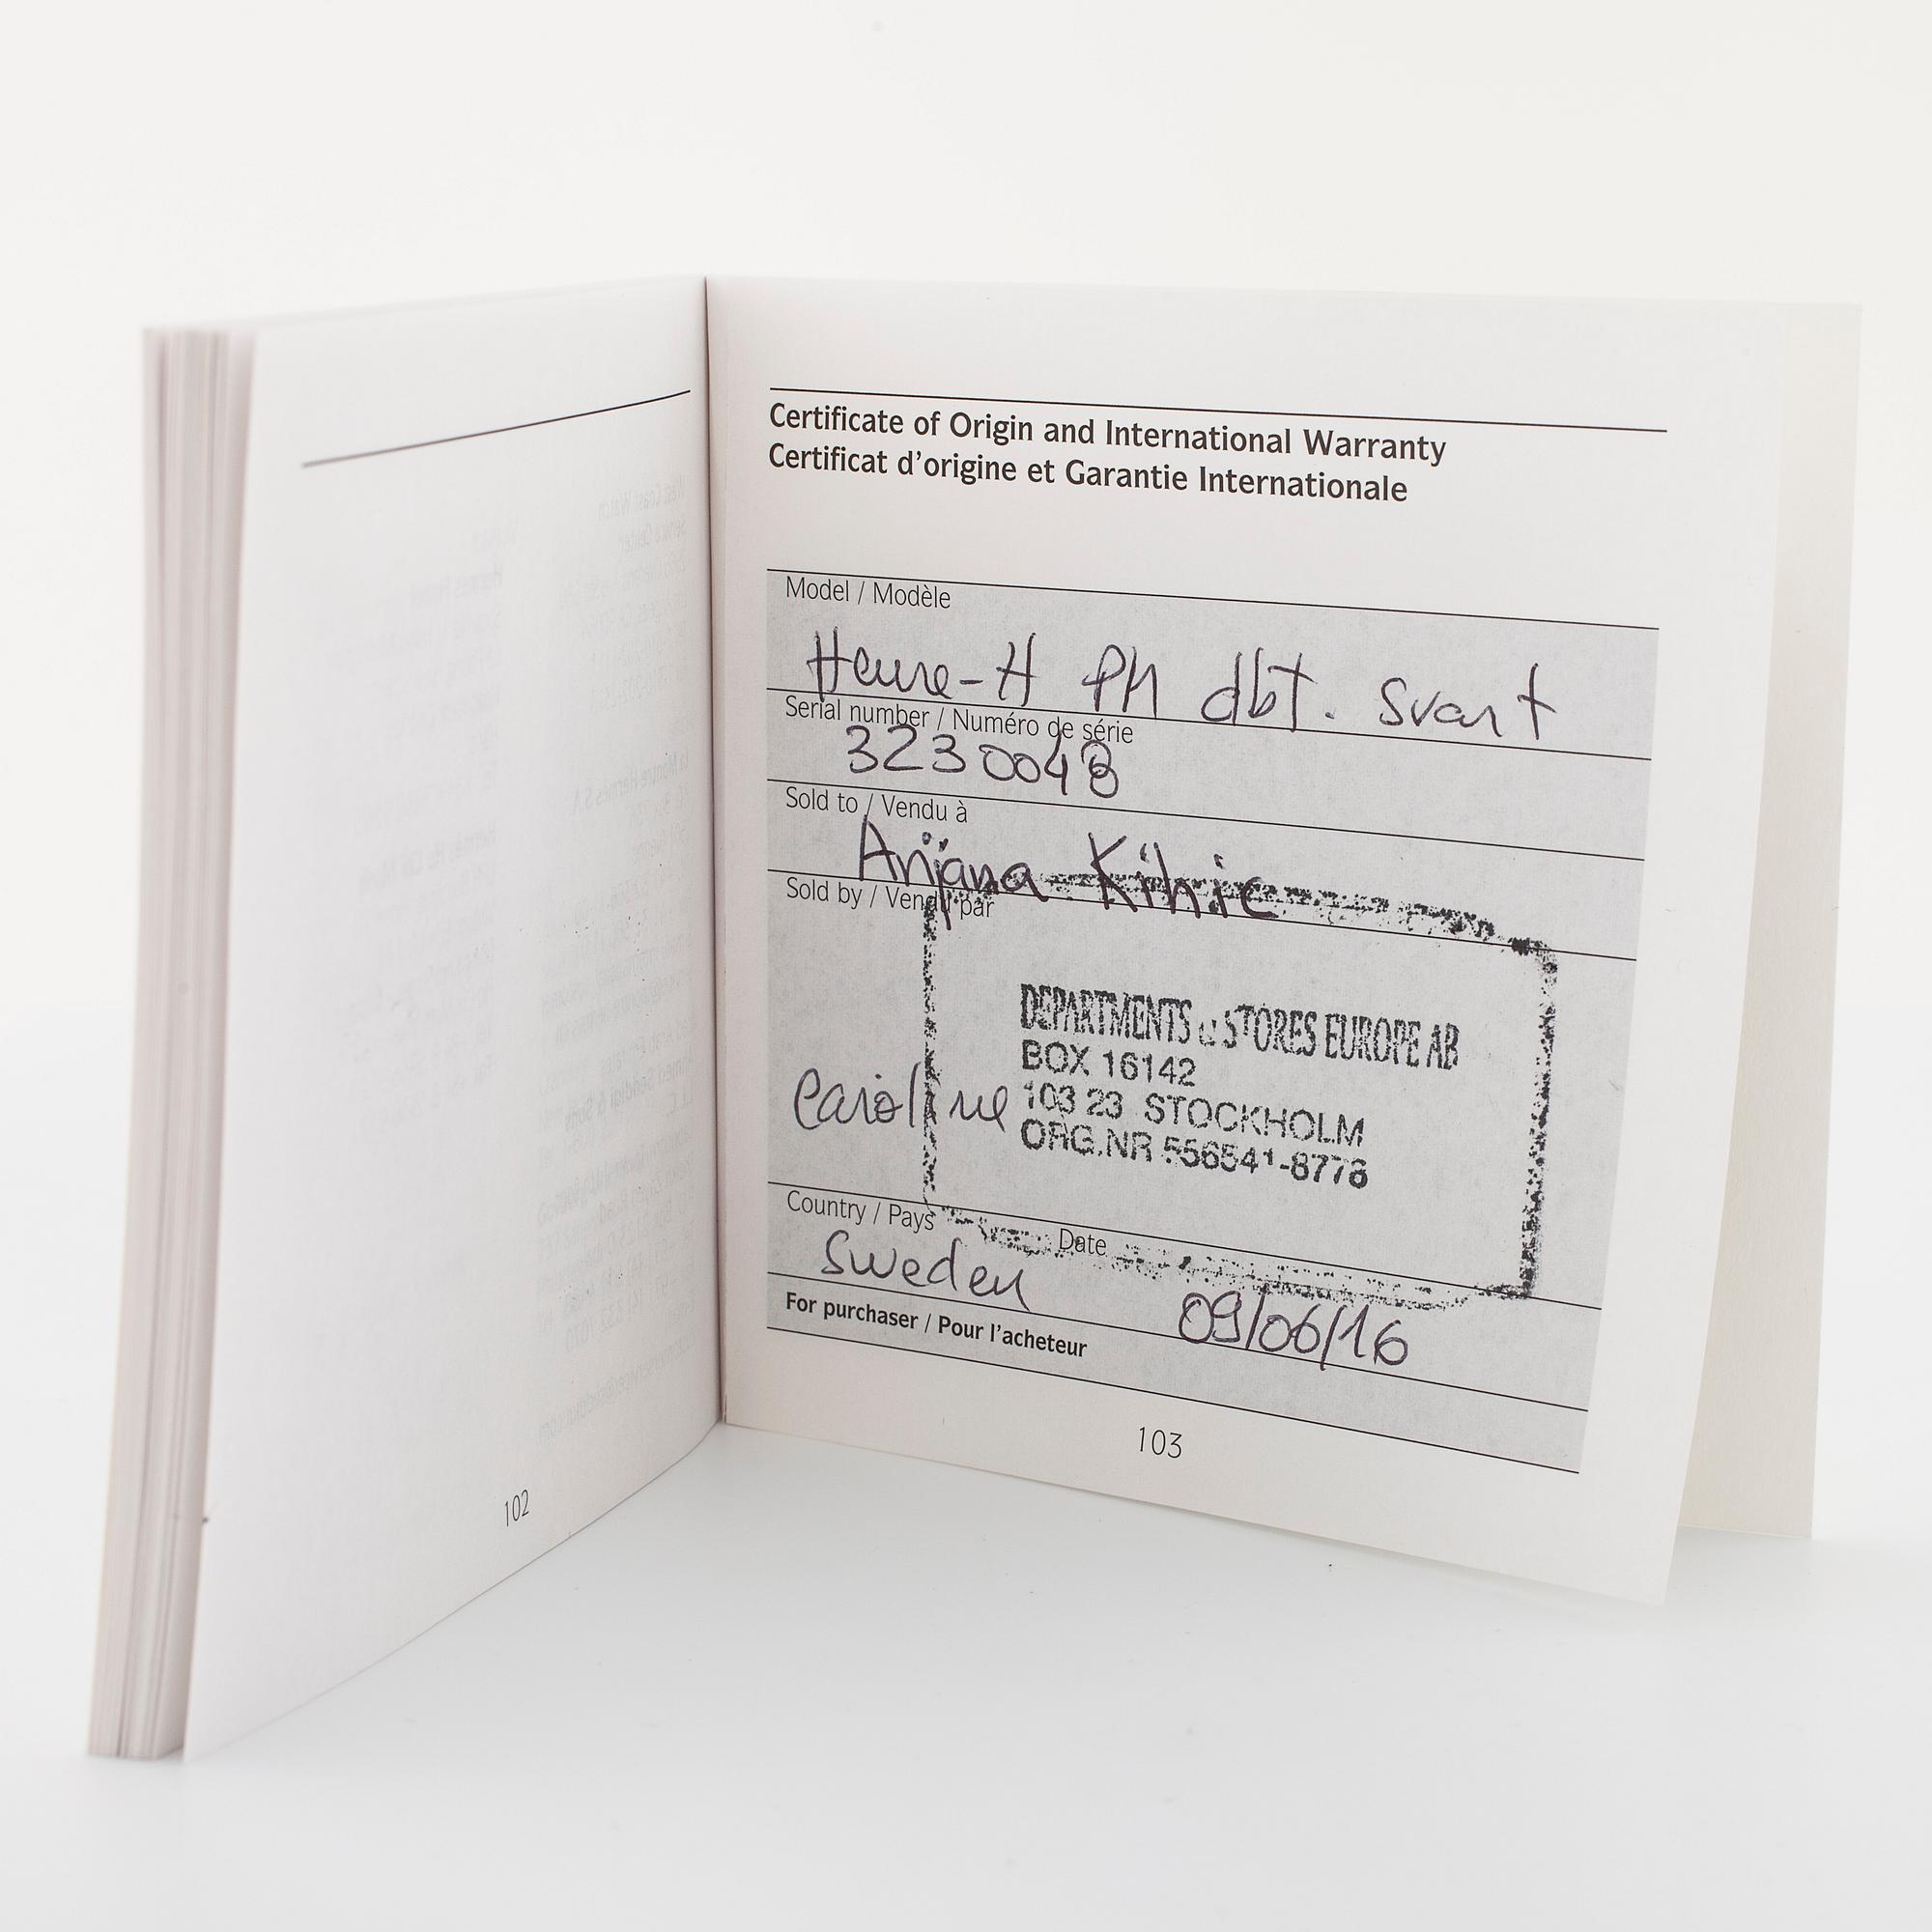 102
Certificate of Origin and International Warranty
Certificat d'origine et Garantie Internationale
Model / Modèle
Heure-H PM dbt. svart
Serial number / Numéro de série
3230048
Sold to / Vendu à
Anjana Kihic
Sold by / Vendu par
DEPARTMENTS & STORES EUROPE AB
BOX 16142
Caroline 103 23 STOCKHOLM
ORG.NR 556541-8778
Country / Pays Date
Sweden 09/06/16
For purchaser / Pour l'acheteur
103